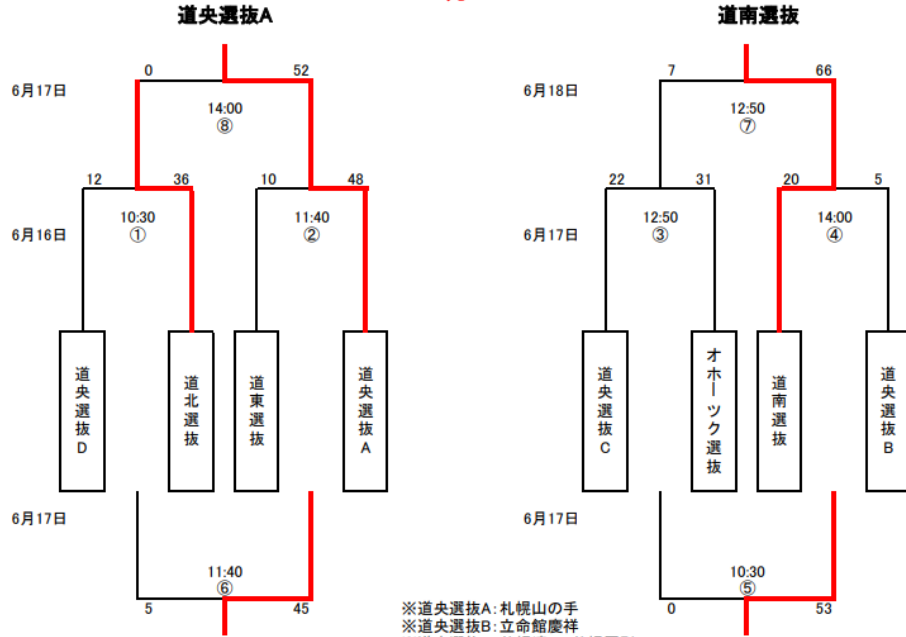 道央選抜A
道南選抜
0
52
6月17日
14:00
⑧
7
66
6月18日
12:50
⑦
12
36
10
48
6月16日
10:30
①
11:40
②
22
31
20
5
6月17日
12:50
③
14:00
④
道央選抜D
道北選抜
道東選抜
道央選抜A
道央選抜C
オホーツク選抜
道南選抜
道央選抜B
6月17日
11:40
⑥
5
45
6月17日
10:30
⑤
0
53
※道央選抜A:札幌山の手
※道央選抜B:立命館慶祥